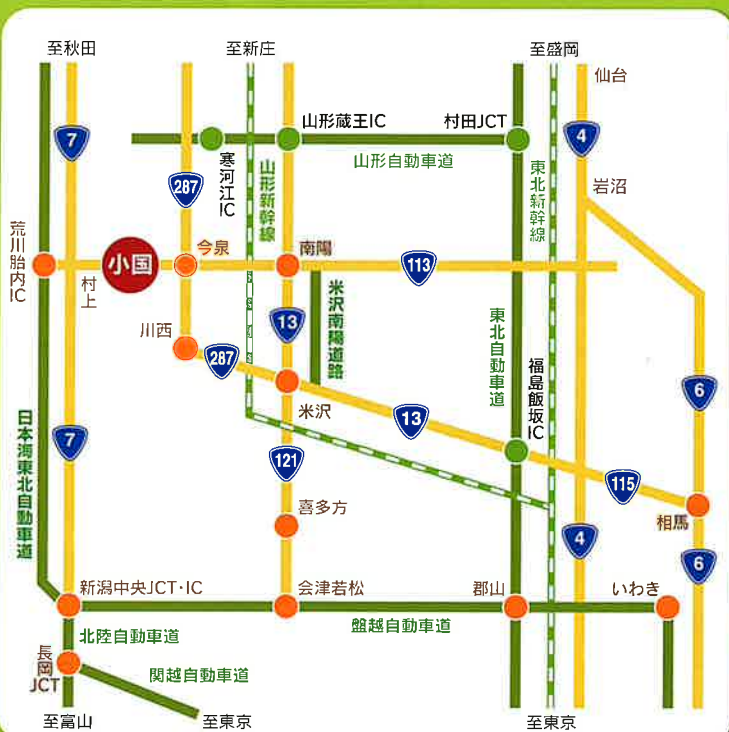 至秋田
至新庄
至盛岡
仙台
山形蔵王IC
村田JCT
7
4
山形自動車道
寒河江IC
山形新幹線
東北新幹線
287
岩沼
荒川胎内IC
村上
小国
今泉
南陽
113
米沢南陽道路
川西
13
287
東北自動車道
福島飯坂IC
米沢
13
6
日本海東北自動車道
7
121
115
喜多方
相馬
4
6
新潟中央JCT・IC
会津若松
郡山
いわき
北陸自動車道
盤越自動車道
長岡JCT
関越自動車道
至富山
至東京
至東京